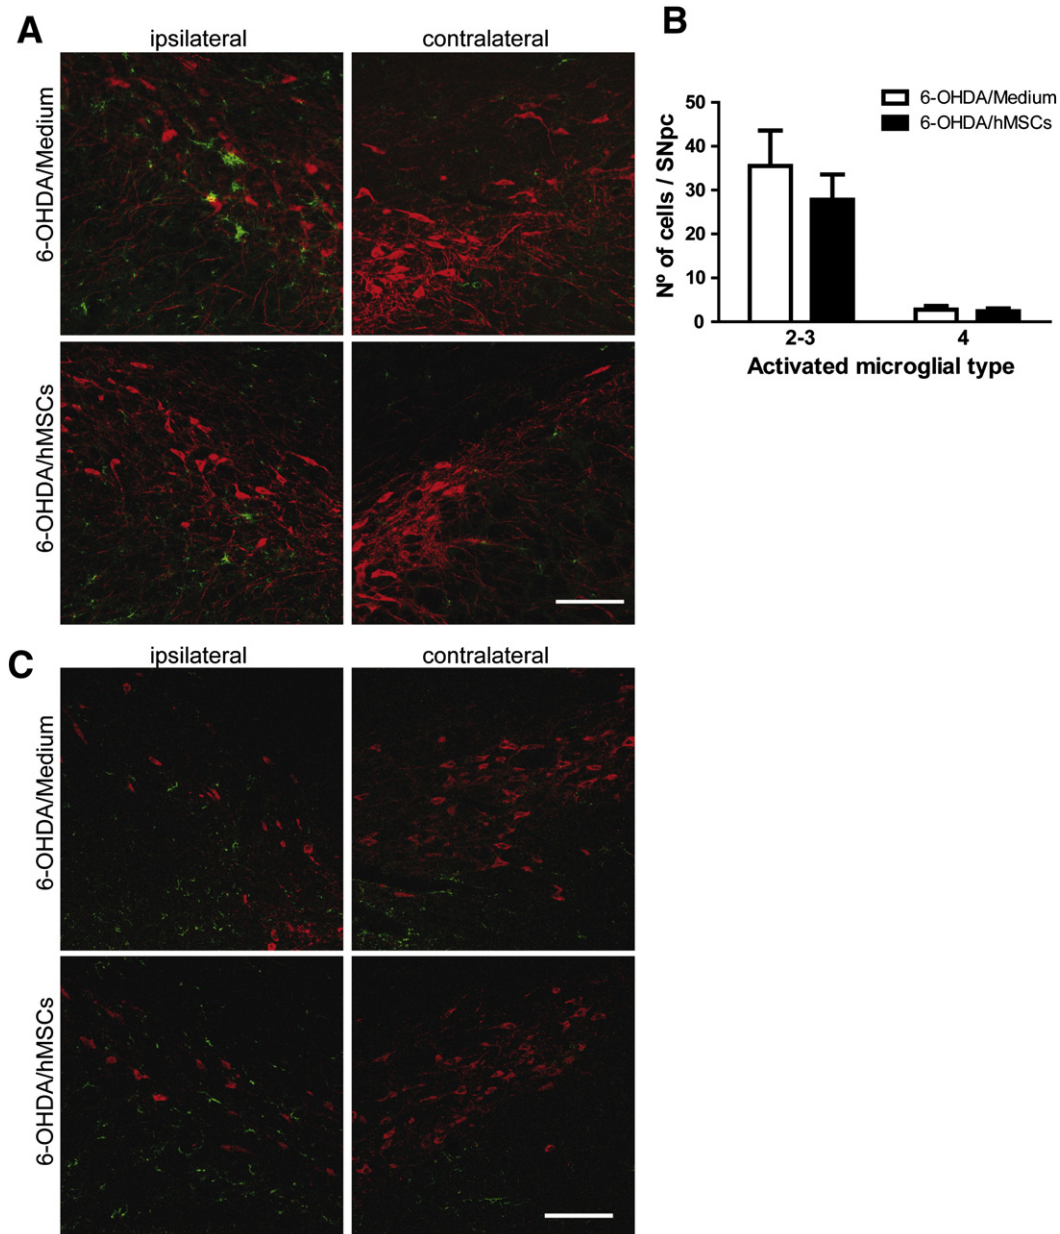 A
ipsilateral
contralateral
6-OHDA/Medium
6-OHDA/hMSCs
B
Nº of cells / SNpc
50
40
30
20
10
0
6-OHDA/Medium
6-OHDA/hMSCs
2-3
4
Activated microglial type
C
ipsilateral
contralateral
6-OHDA/Medium
6-OHDA/hMSCs